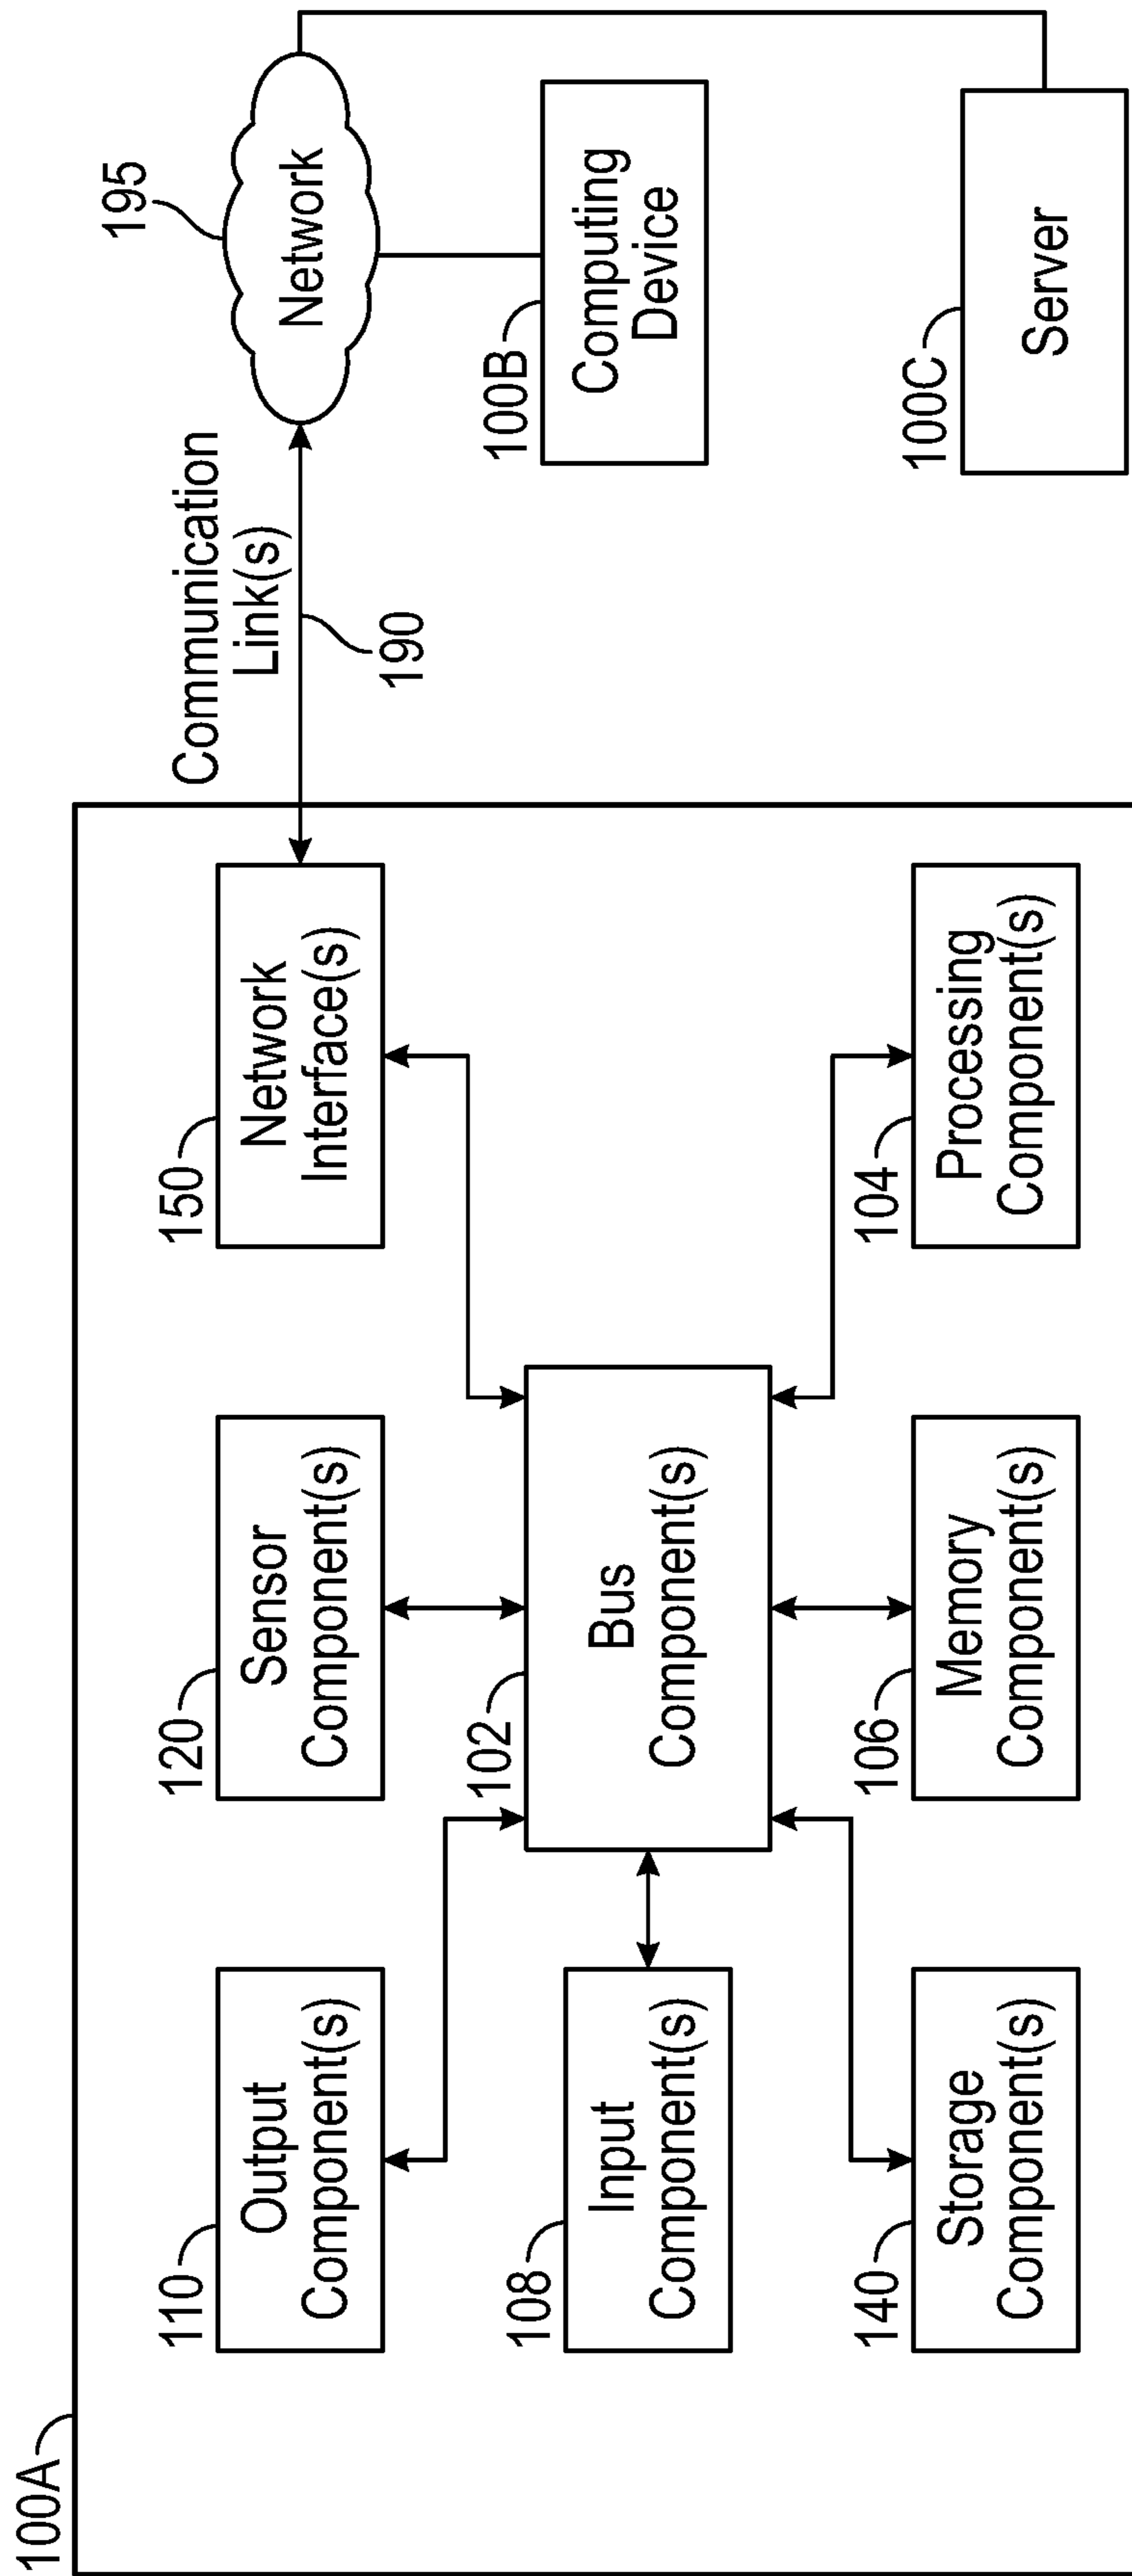 100A
110
Output
Component(s)
120
Sensor
Component(s)
150
Network
Interface(s)
Communication
Link(s)
190
195
Network
108
Input
Component(s)
102
Bus
Component(s)
100B
Computing
Device
140
Storage
Component(s)
106
Memory
Component(s)
104
Processing
Component(s)
100C
Server